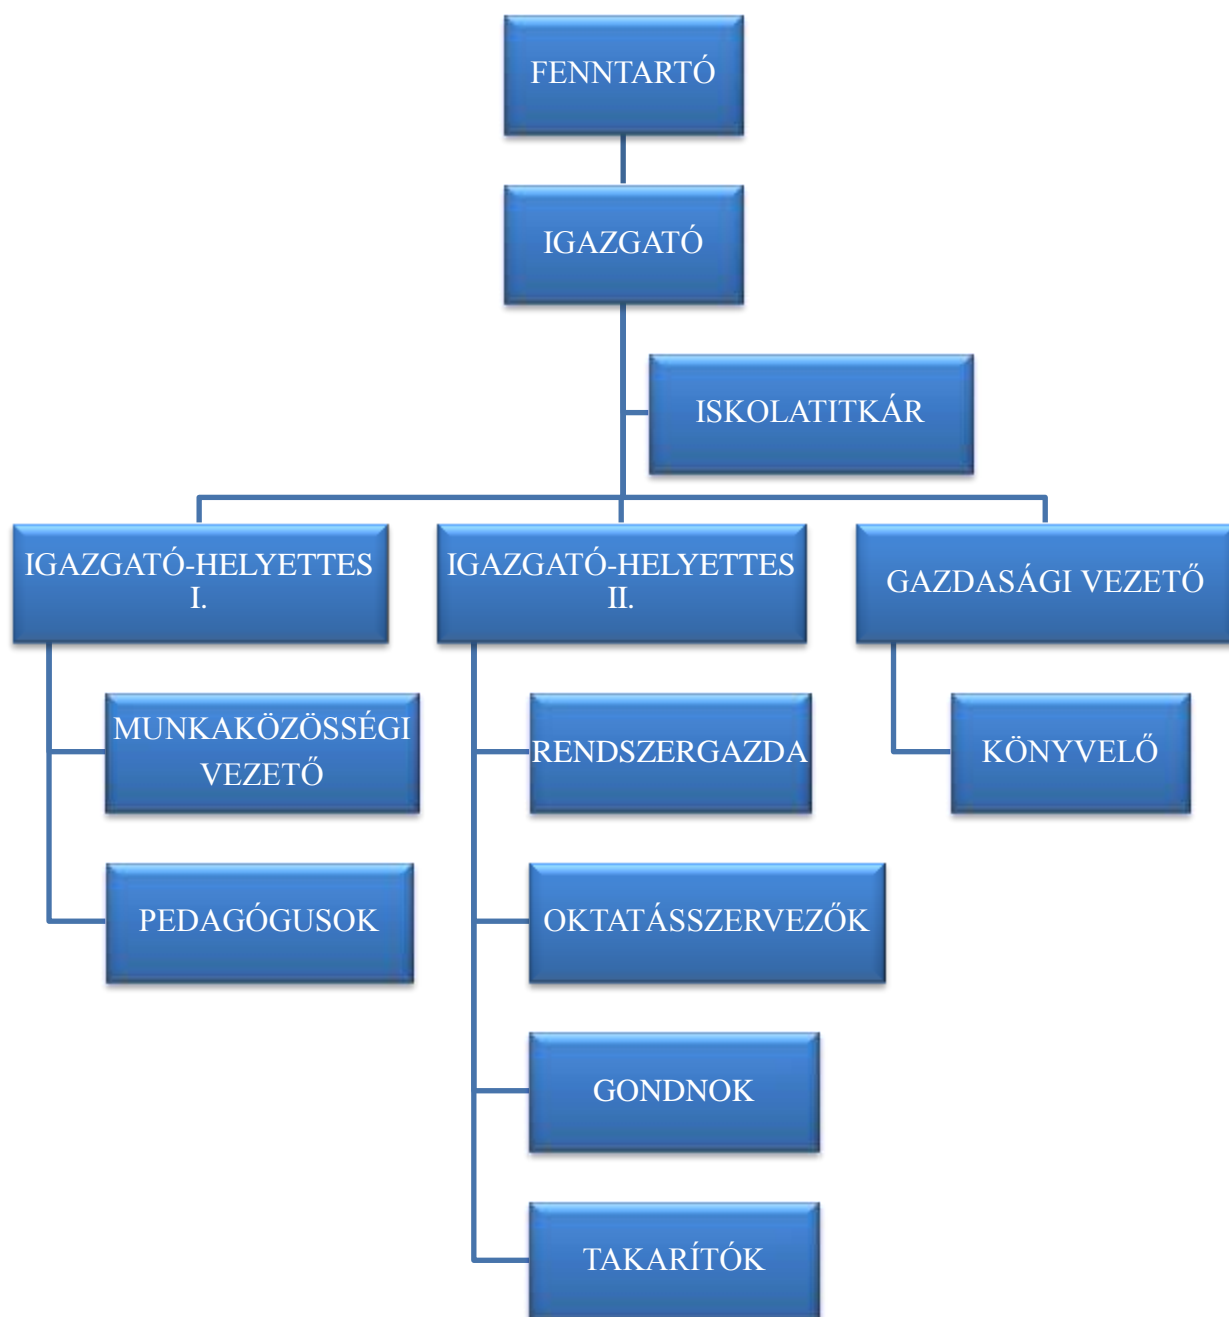 FENNTARTÓ
IGAZGATÓ
ISKOLATITKÁR
IGAZGATÓ-HELYETTES
I.
IGAZGATÓ-HELYETTES
II.
GAZDASÁGI VEZETŐ
MUNKAKÖZÖSSÉGI
VEZETŐ
RENDSZERGAZDA
KÖNYVELŐ
PEDAGÓGUSOK
OKTATÁSSZERVEZŐK
GONDNOK
TAKARÍTÓK